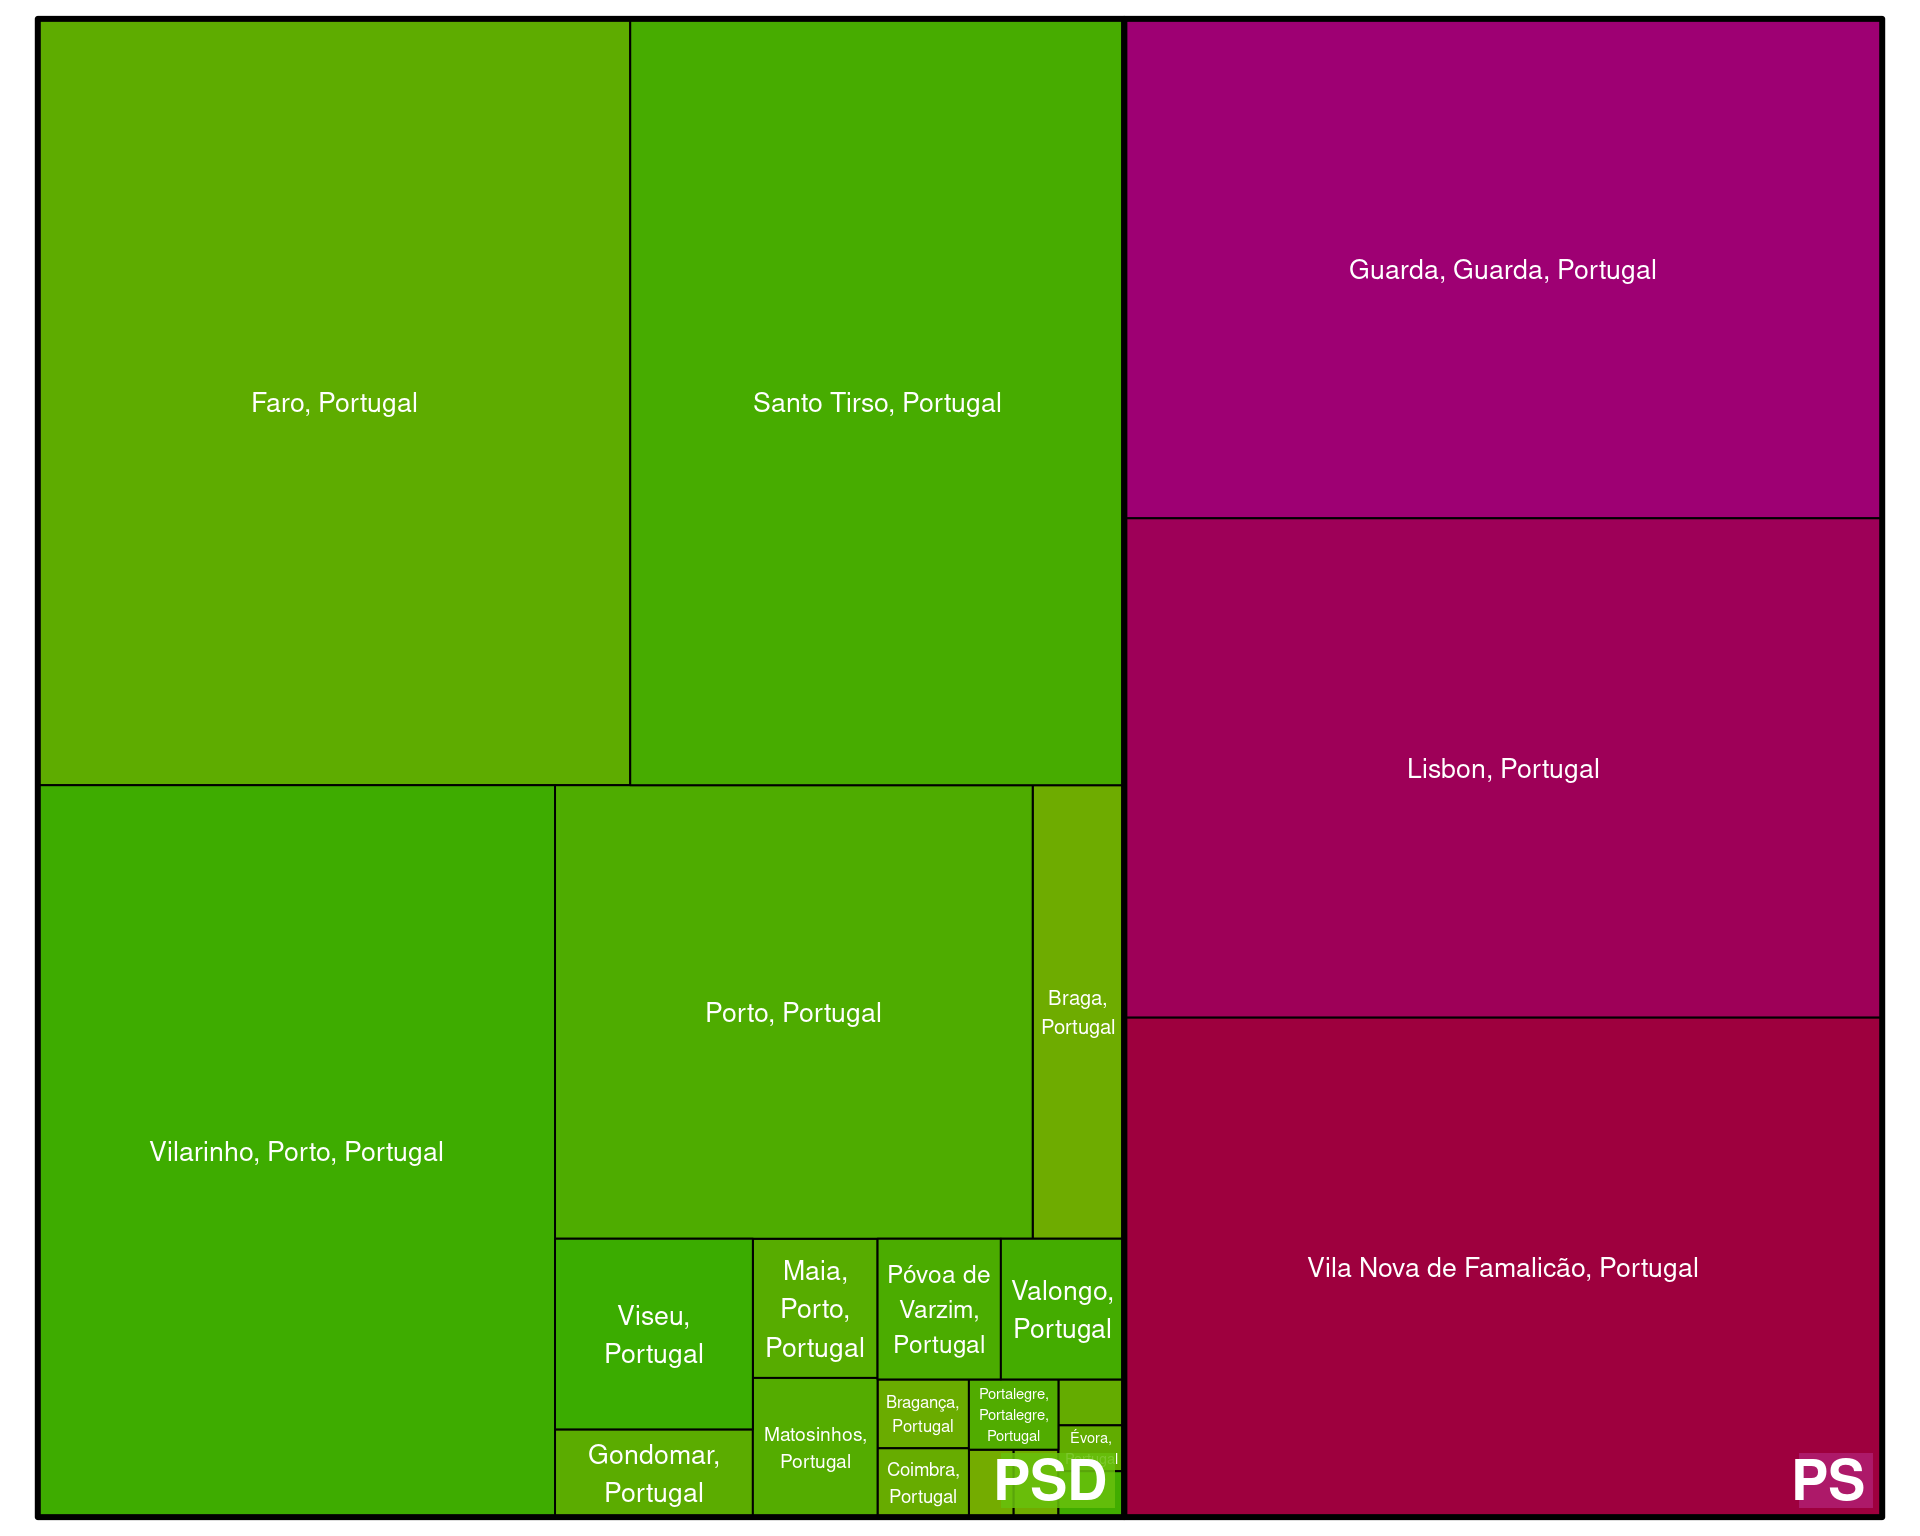 Faro, Portugal
Santo Tirso, Portugal
Guarda, Guarda, Portugal
Lisbon, Portugal
Vilarinho, Porto, Portugal
Porto, Portugal
Braga,
Portugal
Vila Nova de Famalicão, Portugal
Viseu,
Portugal
Maia,
Porto,
Portugal
Póvoa de
Varzim,
Portugal
Valongo,
Portugal
Gondomar,
Portugal
Matosinhos,
Portugal
Bragança,
Portugal
Coimbra,
Portugal
Portalegre,
Portalegre,
Portugal
Évora,
Portugal
PSD
PS